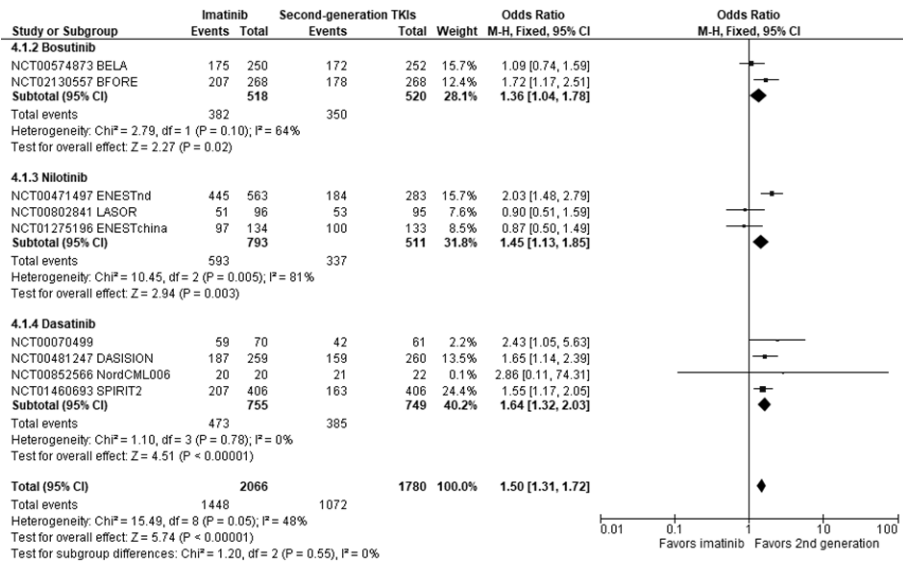 Imatinib Second-generation TKIs Odds Ratio Odds Ratio
Study or Subgroup Events Total Events Total Weight M-H, Fixed, 95% CI M-H, Fixed, 95% CI
4.1.2 Bosutinib
NCT00574873 BELA 175 250 172 252 15.7% 1.09 [0.74, 1.59]
NCT02130557 BFORE 207 268 178 268 12.4% 1.72 [1.17, 2.51]
Subtotal (95% CI) 518 520 28.1% 1.36 [1.04, 1.78]
Total events 382 350
Heterogeneity: Chi² = 2.79, df = 1 (P = 0.10); I² = 64%
Test for overall effect: Z = 2.27 (P = 0.02)
4.1.3 Nilotinib
NCT00471497 ENESTnd 445 563 184 283 15.7% 2.03 [1.48, 2.79]
NCT00802841 LASOR 51 96 53 95 7.6% 0.90 [0.51, 1.59]
NCT01275196 ENESTchina 97 134 100 133 8.5% 0.87 [0.50, 1.49]
Subtotal (95% CI) 793 511 31.8% 1.45 [1.13, 1.85]
Total events 593 337
Heterogeneity: Chi² = 10.45, df = 2 (P = 0.005); I² = 81%
Test for overall effect: Z = 2.94 (P = 0.003)
4.1.4 Dasatinib
NCT00070499 59 70 42 61 2.2% 2.43 [1.05, 5.63]
NCT00481247 DASISION 187 259 159 260 13.5% 1.65 [1.14, 2.39]
NCT00852566 NordCML006 20 20 21 22 0.1% 2.86 [0.11, 74.31]
NCT01460693 SPIRIT2 207 406 163 406 24.4% 1.55 [1.17, 2.05]
Subtotal (95% CI) 755 749 40.2% 1.64 [1.32, 2.03]
Total events 473 385
Heterogeneity: Chi² = 1.10, df = 3 (P = 0.78); I² = 0%
Test for overall effect: Z = 4.51 (P < 0.00001)
Total (95% CI) 2066 1780 100.0% 1.50 [1.31, 1.72]
Total events 1448 1072
Heterogeneity: Chi² = 15.49, df = 8 (P = 0.05); I² = 48%
Test for overall effect: Z = 5.74 (P < 0.00001)
Test for subgroup differences: Chi² = 1.20, df = 2 (P = 0.55), I² = 0%
0.01 0.1 1 10 100
Favors imatinib Favors 2nd generation